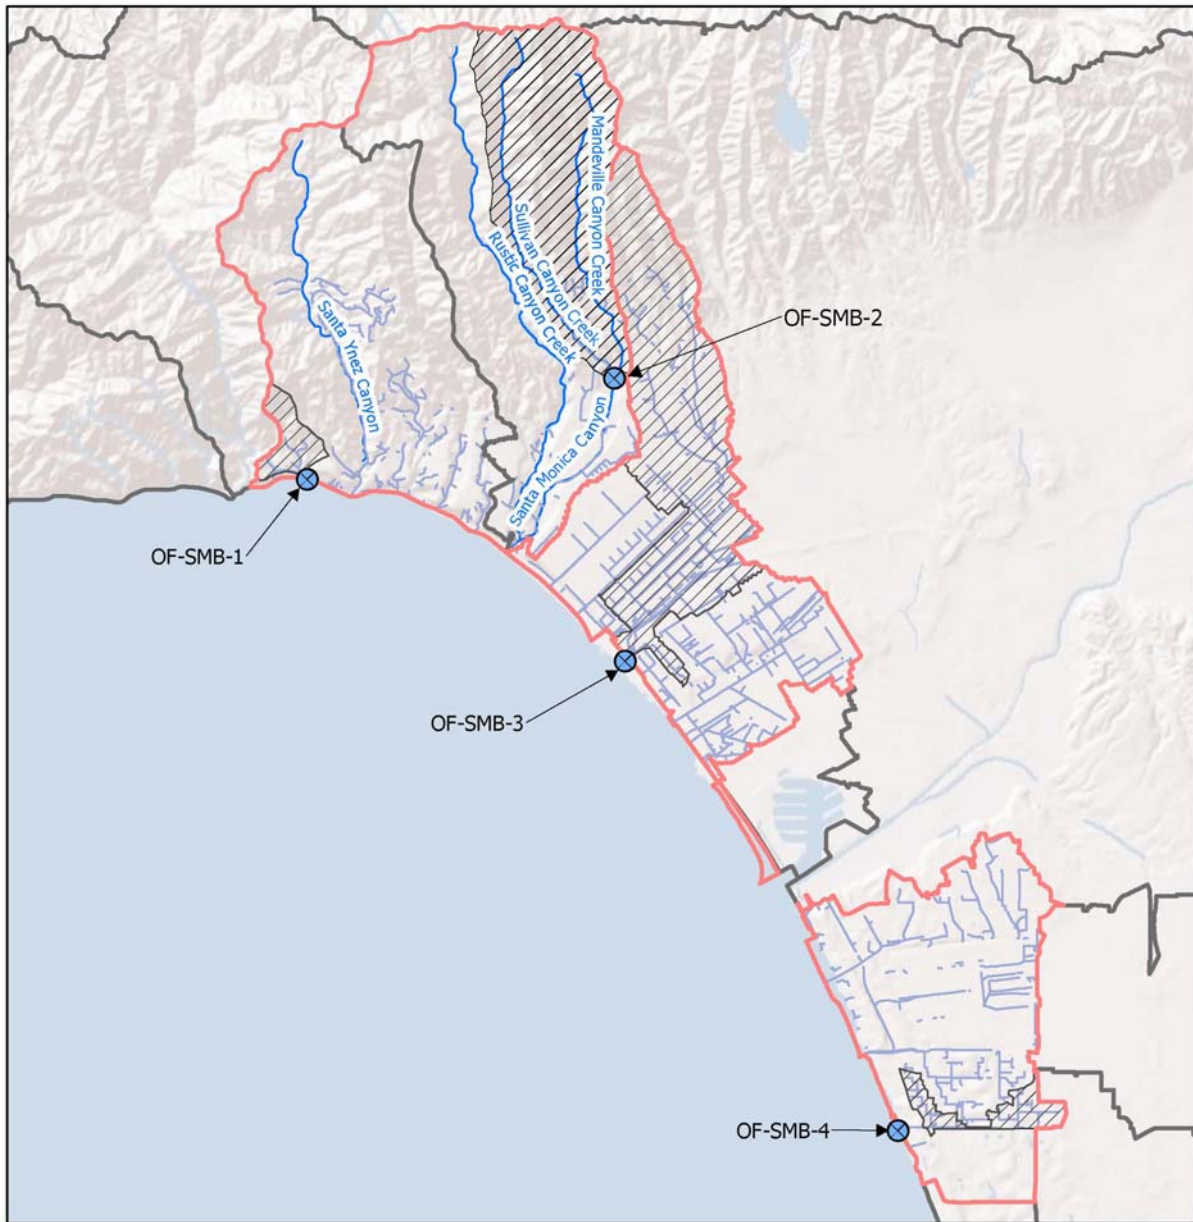 Mandeville Canyon Creek
Sullivan Canyon Creek
Rustic Canyon Creek
Santa Ynez Canyon
OF-SMB-2
Santa Monica Canyon
OF-SMB-1
OF-SMB-3
OF-SMB-4